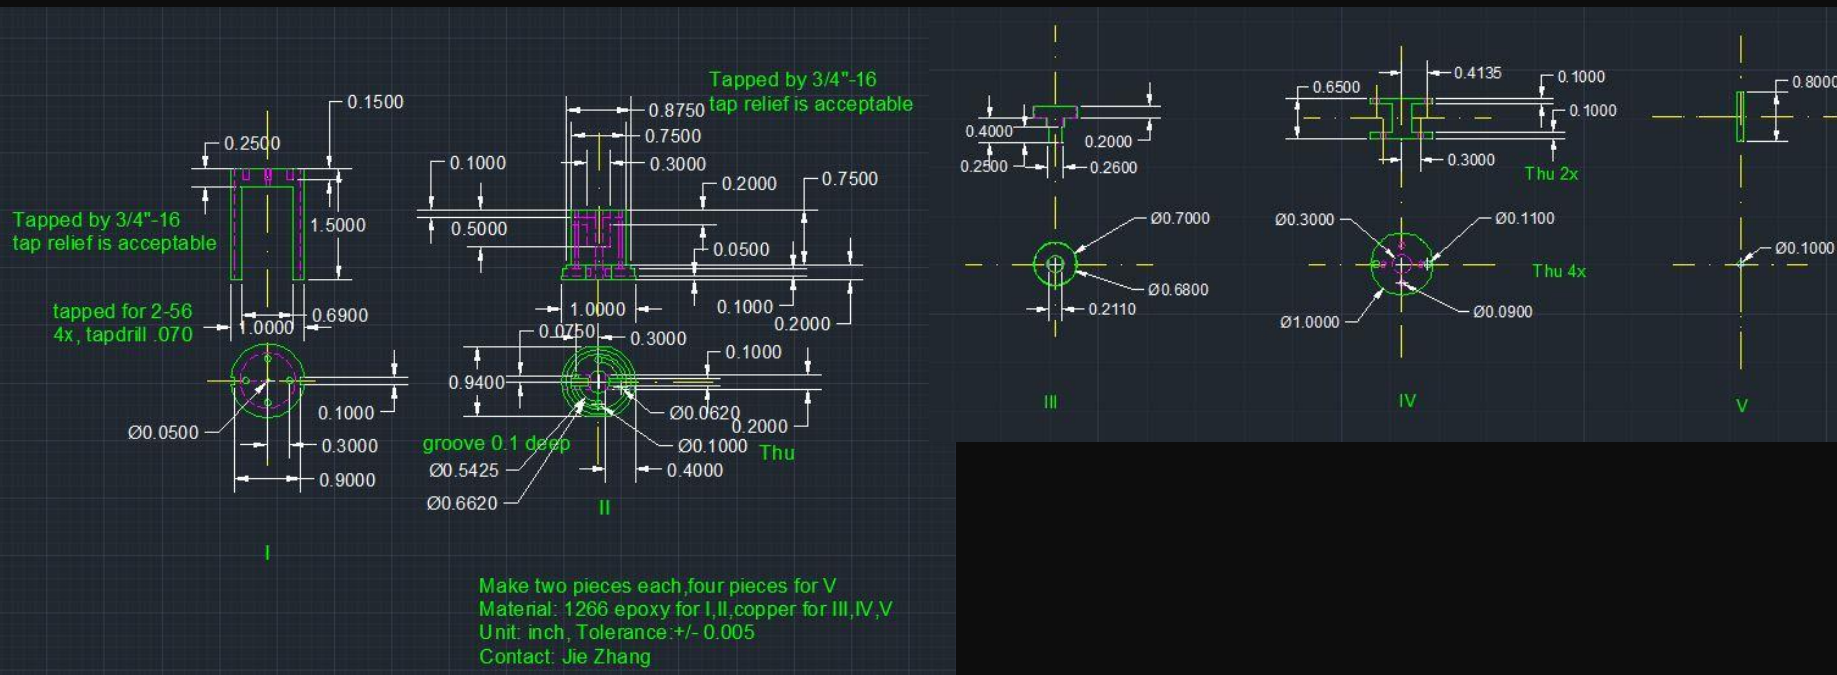 0.2500
0.1500
Tapped by 3/4"-16
tap relief is acceptable
1.5000
tapped for 2-56
4x, tapdrill .070
0.6900
1.0000
0.1000
Ø0.0500
0.3000
0.9000
I
Tapped by 3/4"-16
tap relief is acceptable
0.8750
0.7500
0.3000
0.1000
0.2000
0.7500
0.5000
0.0500
1.0000
0.1000
0.2000
0.0750
0.3000
0.1000
0.9400
Ø0.0620
0.2000
groove 0.1 deep
Ø0.1000
Thu
Ø0.5425
0.4000
Ø0.6620
II
0.4000
0.2000
0.2500
0.2600
Ø0.7000
Ø0.6800
0.2110
III
0.4135
0.6500
0.1000
0.1000
0.3000
Thu 2x
Ø0.3000
Ø0.1100
Thu 4x
Ø0.0900
Ø1.0000
IV
0.8000
Ø0.1000
V
Make two pieces each,four pieces for V
Material: 1266 epoxy for I,II,copper for III,IV,V
Unit: inch, Tolerance:+/- 0.005
Contact: Jie Zhang